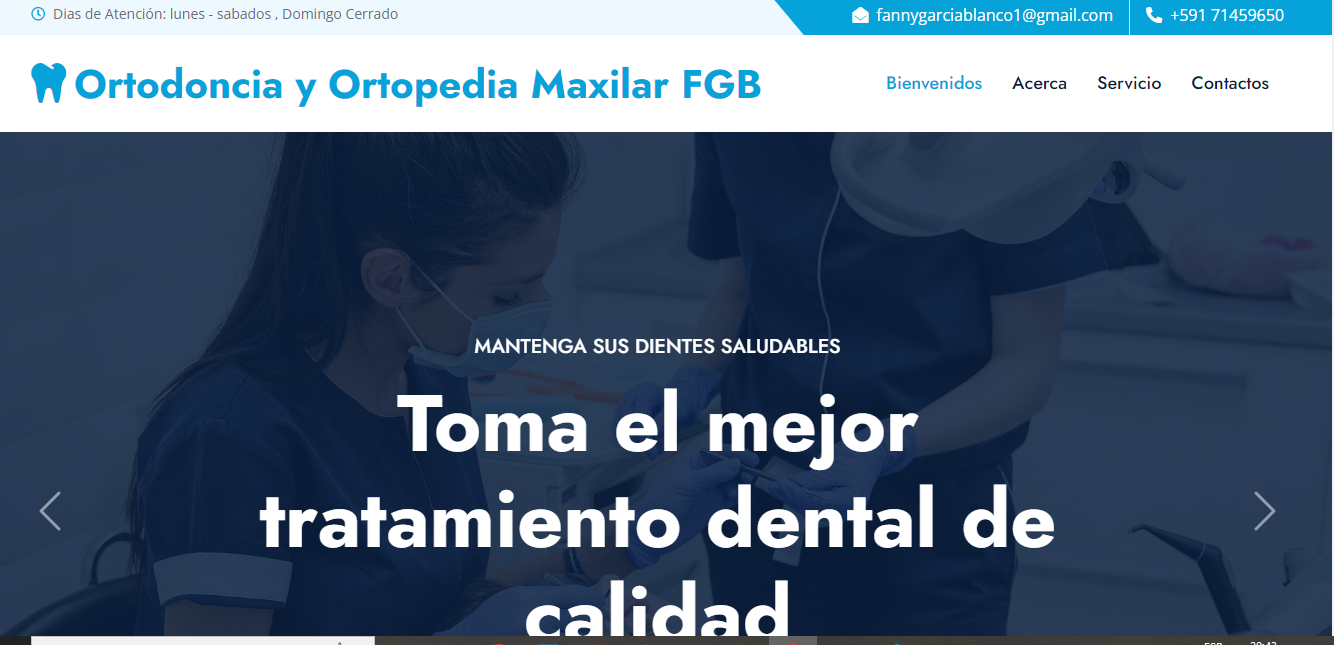 Dias de Atención: lunes - sabados , Domingo Cerrado
fannygarciablanco1@gmail.com
+591 71459650
Ortodoncia y Ortopedia Maxilar FGB
Bienvenidos
Acerca
Servicio
Contactos
MANTENGA SUS DIENTES SALUDABLES
Toma el mejor
tratamiento dental de
calidad